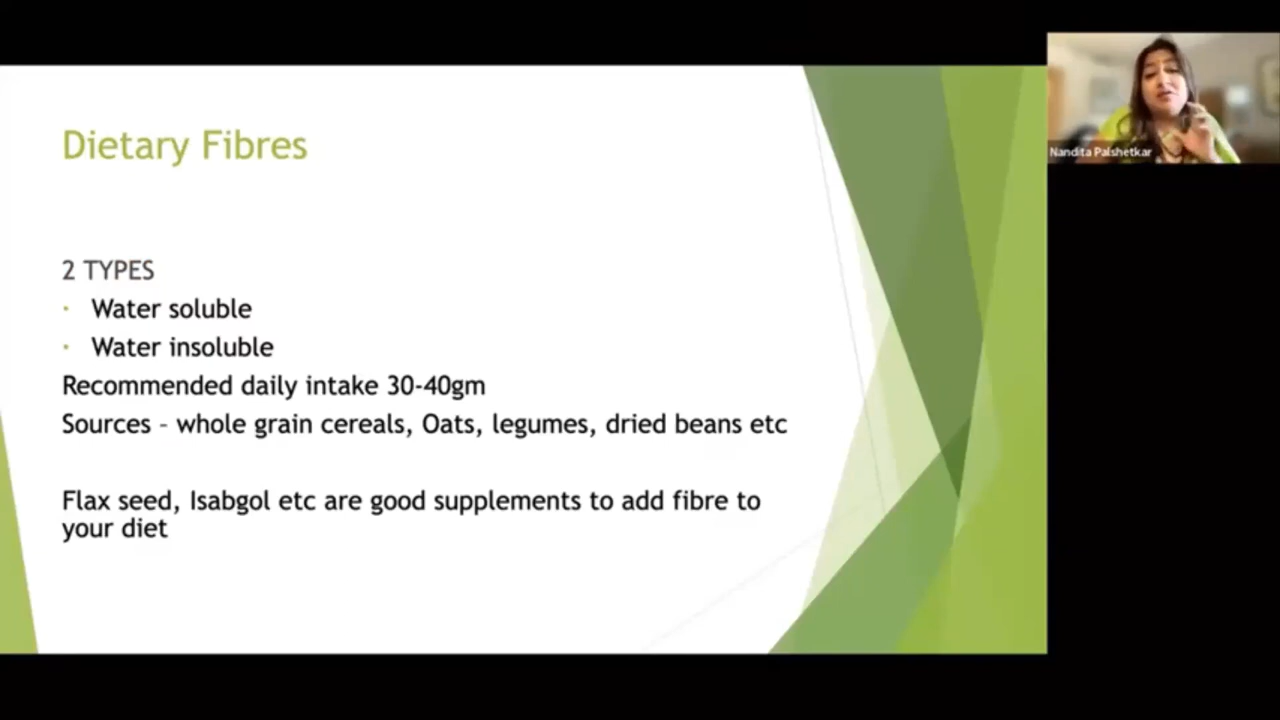 Dietary Fibres
2 TYPES
· Water soluble
· Water insoluble
Recommended daily intake 30-40gm
Sources – whole grain cereals, Oats, legumes, dried beans etc
Flax seed, Isabgol etc are good supplements to add fibre to
your diet
Nandita Palshetkar